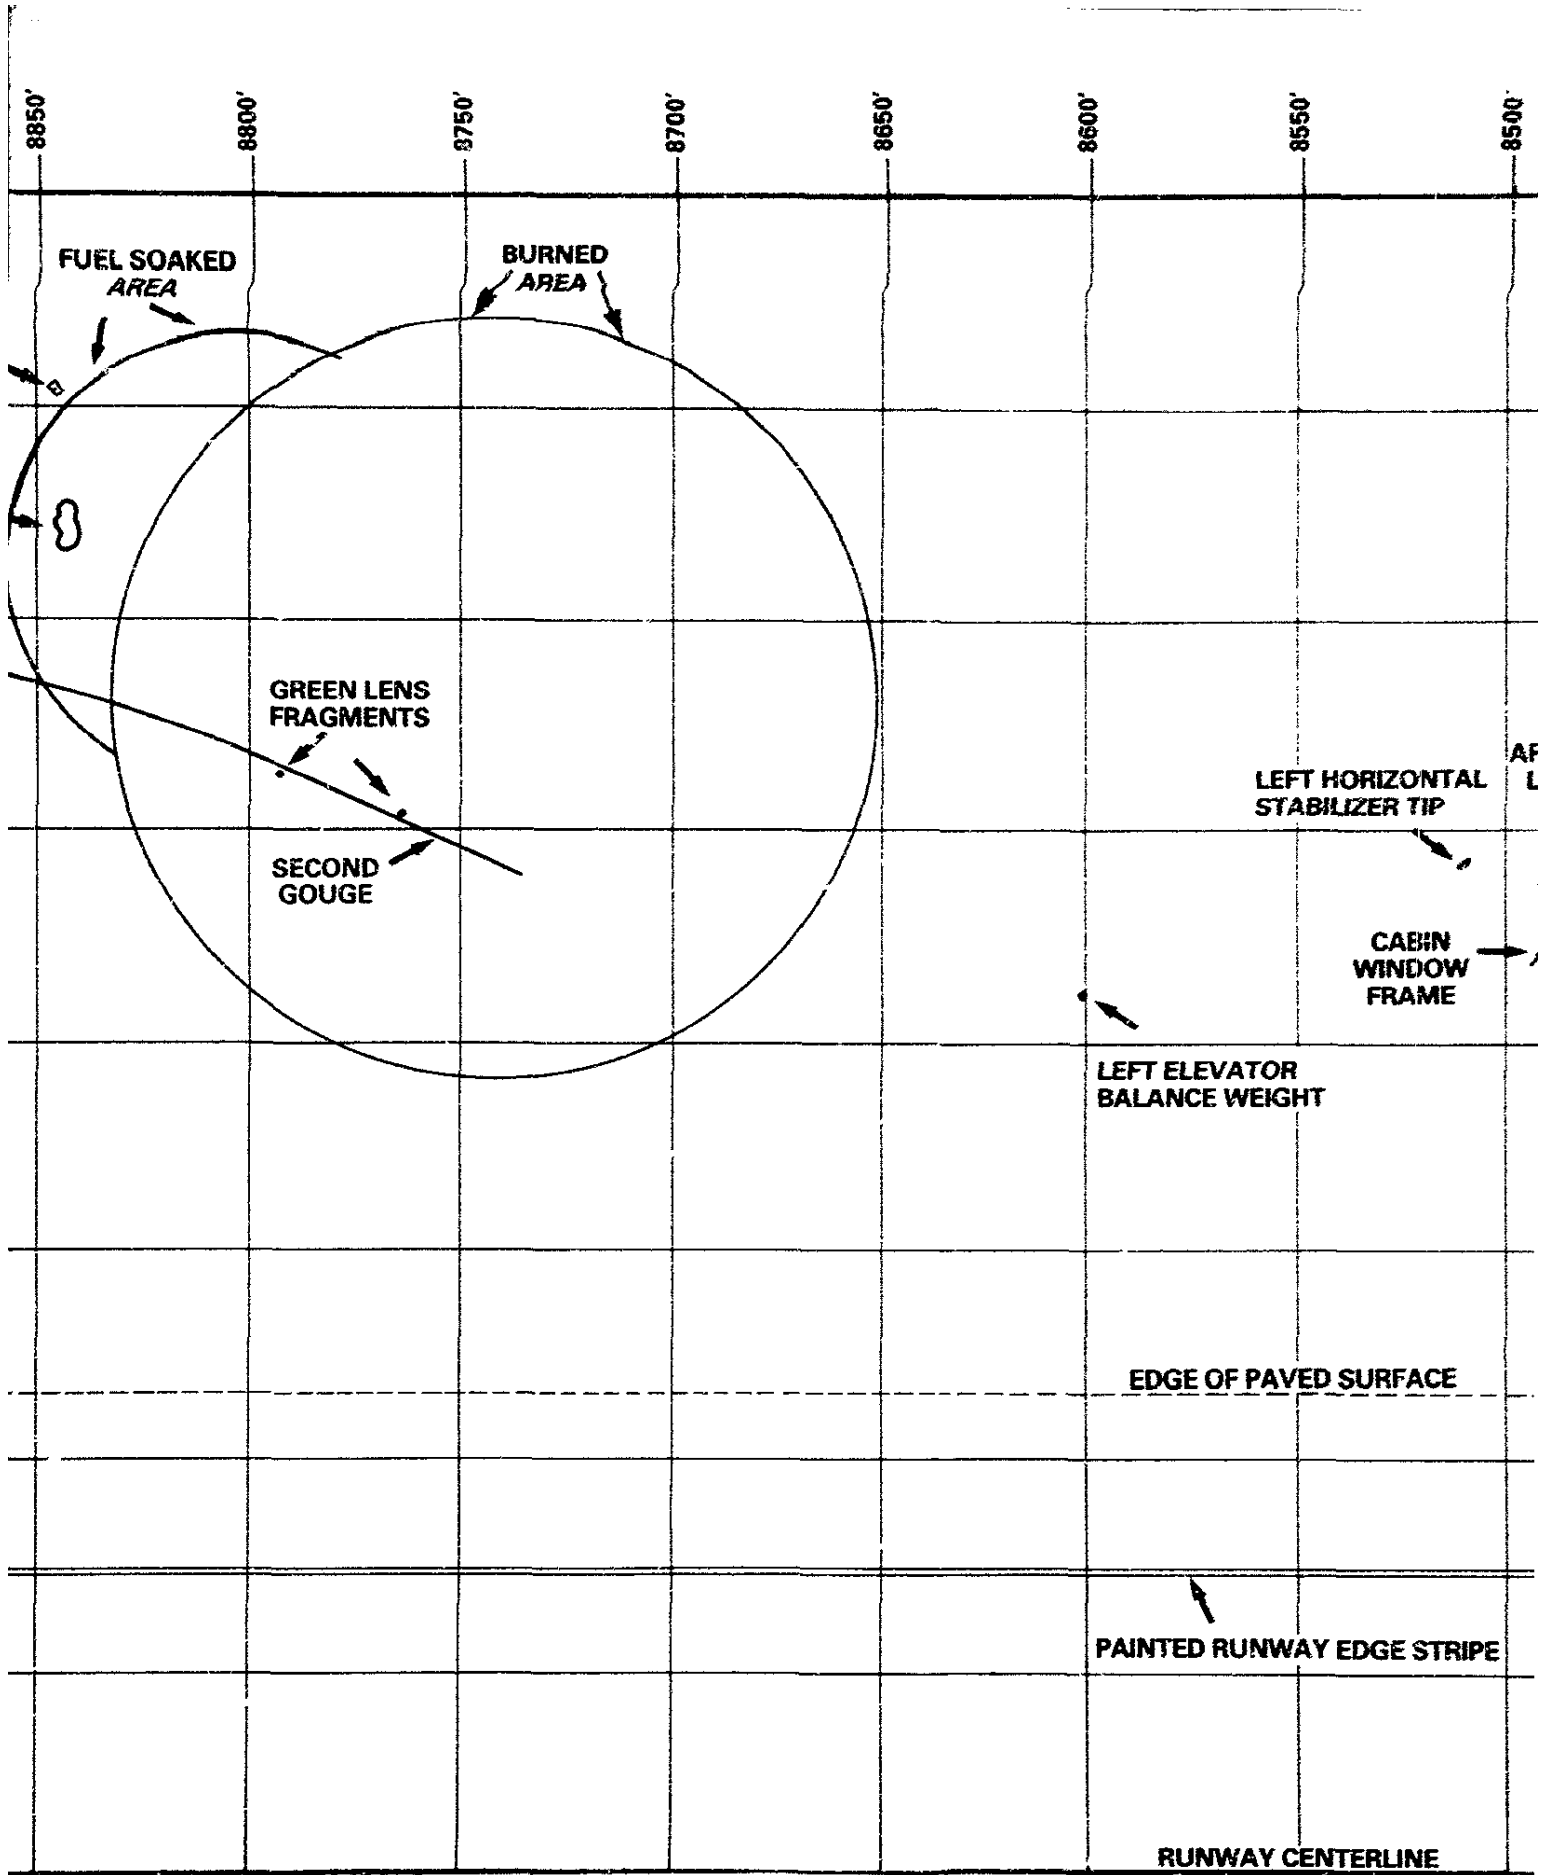 8850'
8800'
8750'
8700'
8650'
8600'
8550'
8500'
FUEL SOAKED
AREA
BURNED
AREA
GREEN LENS
FRAGMENTS
SECOND
GOUGE
LEFT HORIZONTAL
STABILIZER TIP
CABIN
WINDOW
FRAME
LEFT ELEVATOR
BALANCE WEIGHT
EDGE OF PAVED SURFACE
PAINTED RUNWAY EDGE STRIPE
RUNWAY CENTERLINE